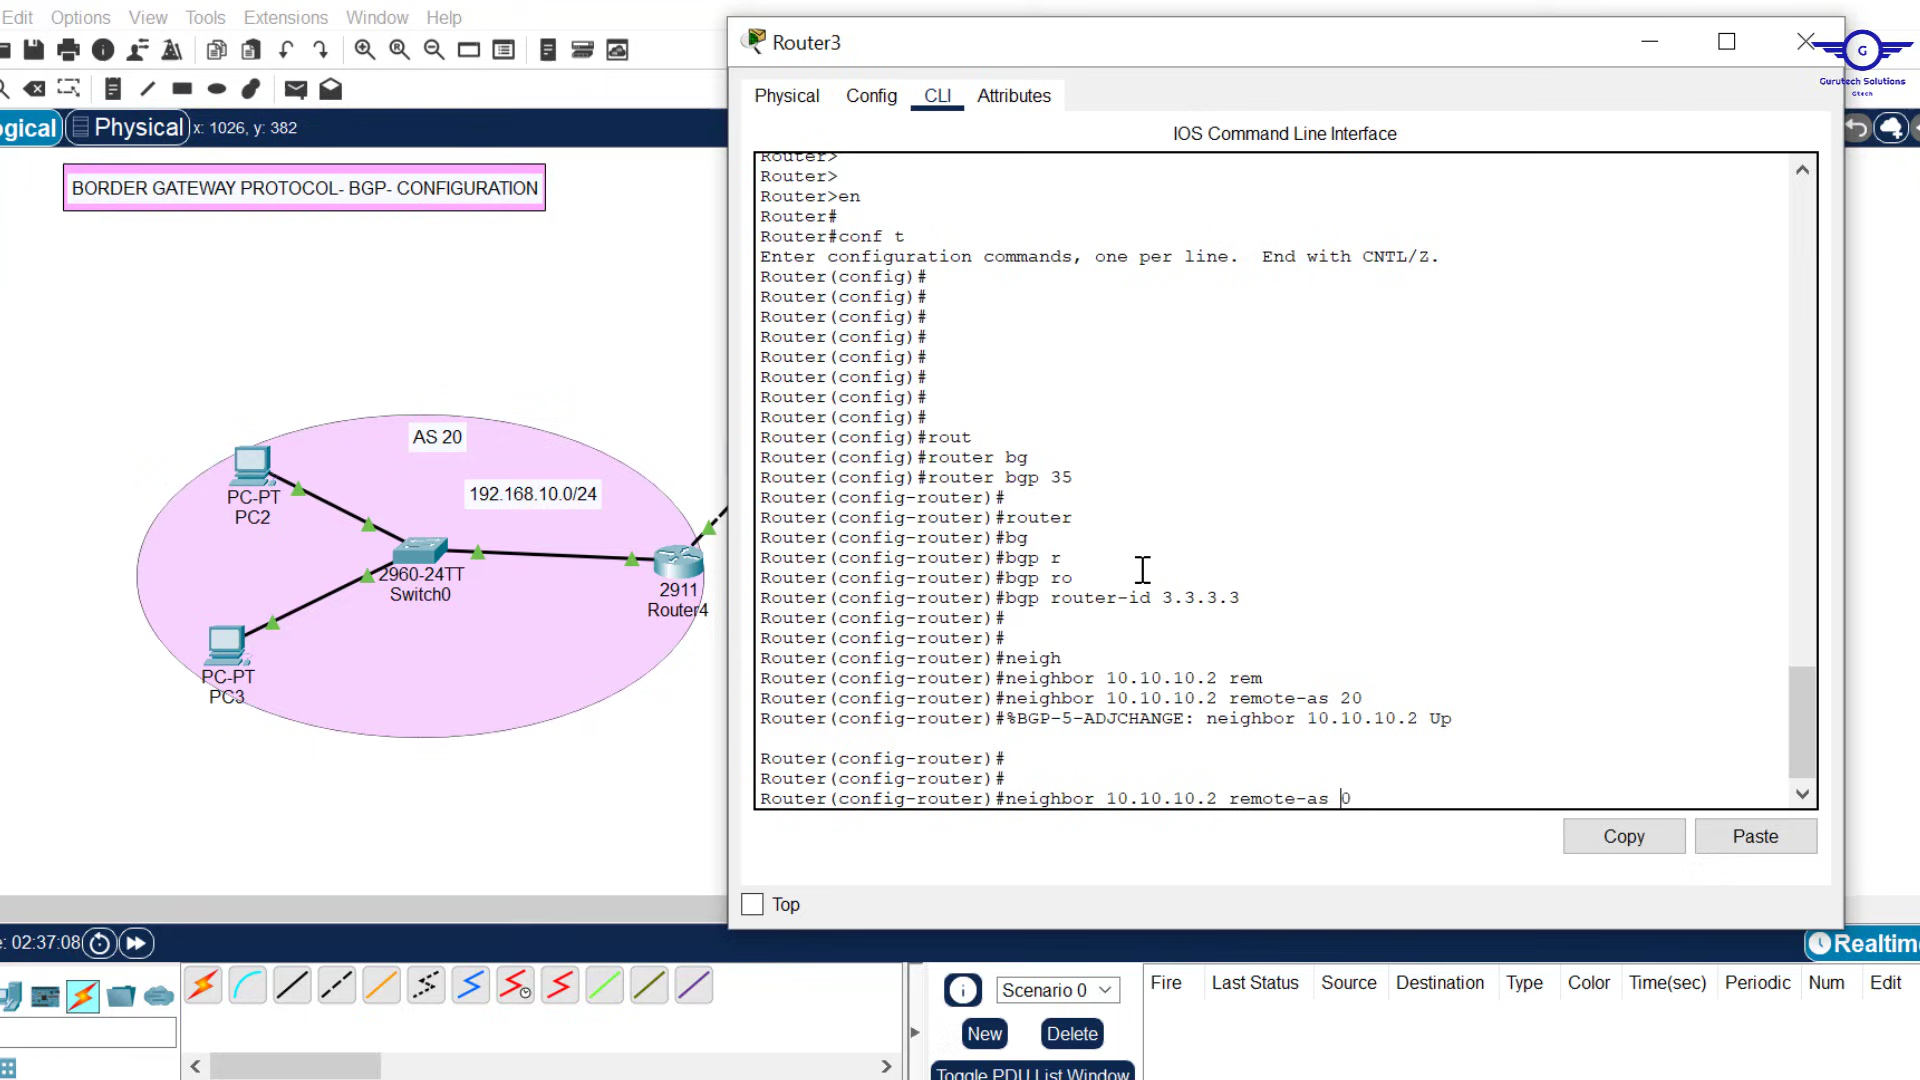 Edit Options View Tools Extensions Window Help
Router3
G
Gurutech Solutions
Gtech
Physical Config CLI Attributes
Physical x: 1026, y: 382
IOS Command Line Interface
BORDER GATEWAY PROTOCOL- BGP- CONFIGURATION
Router>
Router>
Router>en
Router#
Router#conf t
Enter configuration commands, one per line.  End with CNTL/Z.
Router(config)#
Router(config)#
Router(config)#
Router(config)#
Router(config)#
Router(config)#
Router(config)#
Router(config)#
Router(config)#rout
Router(config)#router bg
Router(config)#router bgp 35
Router(config-router)#
Router(config-router)#router
Router(config-router)#bg
Router(config-router)#bgp r
Router(config-router)#bgp ro
Router(config-router)#bgp router-id 3.3.3.3
Router(config-router)#
Router(config-router)#
Router(config-router)#neigh
Router(config-router)#neighbor 10.10.10.2 rem
Router(config-router)#neighbor 10.10.10.2 remote-as 20
Router(config-router)#%BGP-5-ADJCHANGE: neighbor 10.10.10.2 Up
Router(config-router)#
Router(config-router)#
Router(config-router)#neighbor 10.10.10.2 remote-as 0
AS 20
192.168.10.0/24
PC-PT
PC2
2960-24TT
Switch0
2911
Router4
PC-PT
PC3
Copy Paste
Top
: 02:37:08
Realtim
Scenario 0
New Delete
Toggle PDU List Window
Fire Last Status Source Destination Type Color Time(sec) Periodic Num Edit